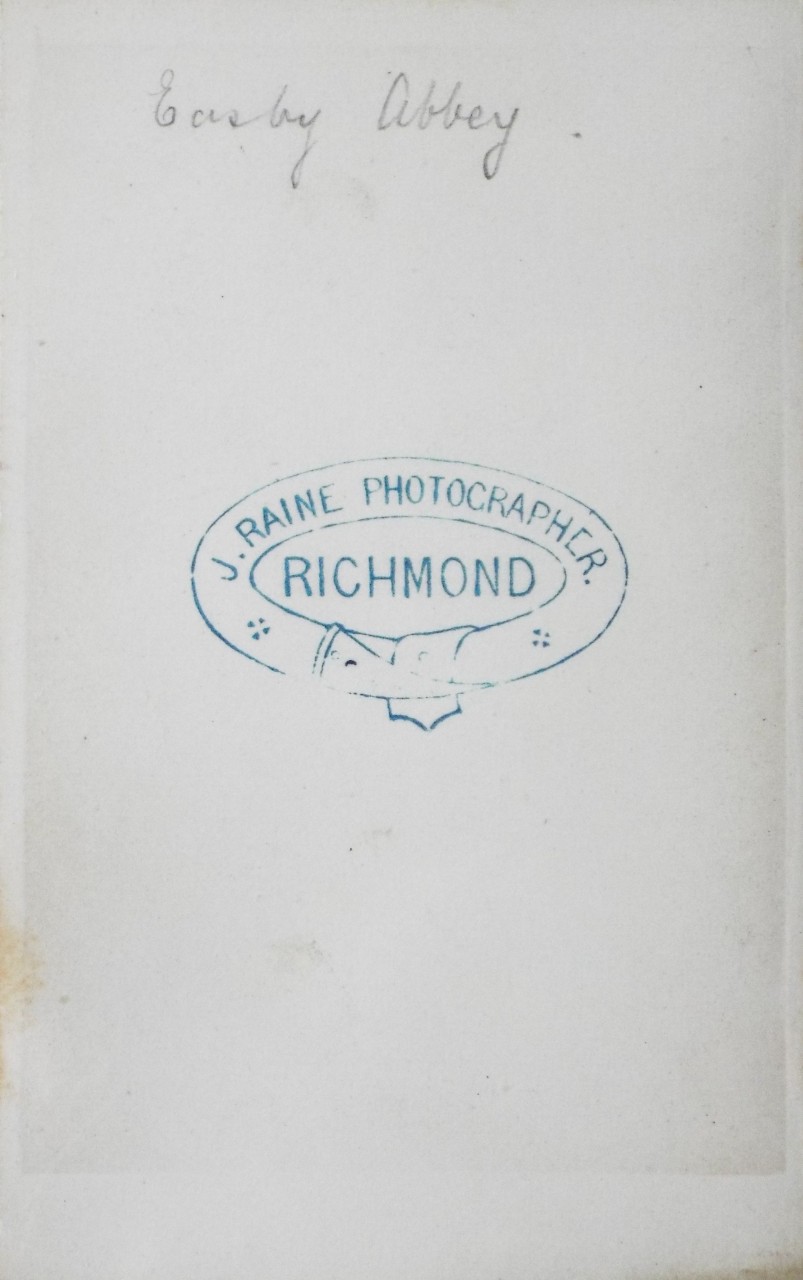 Easby Abbey.
J. RAINE PHOTOGRAPHER.
RICHMOND